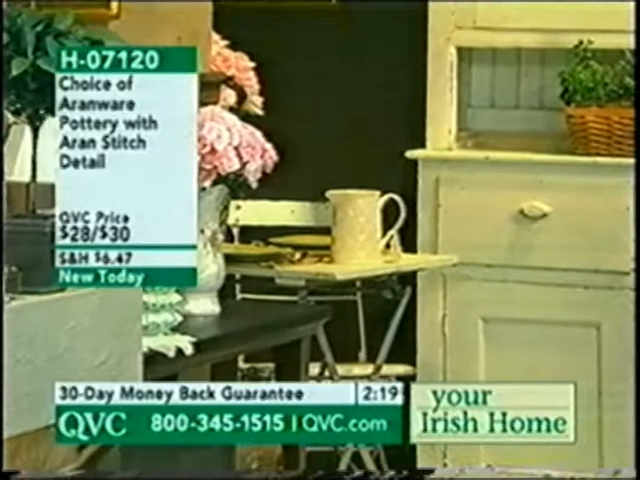 H-07120
Choice of
Aranware
Pottery with
Aran Stitch
Detail
QVC Price
$28/$30
S&H $6.47
New Today
30-Day Money Back Guarantee 2:19
QVC 800-345-1515 | QVC.com
your
Irish Home